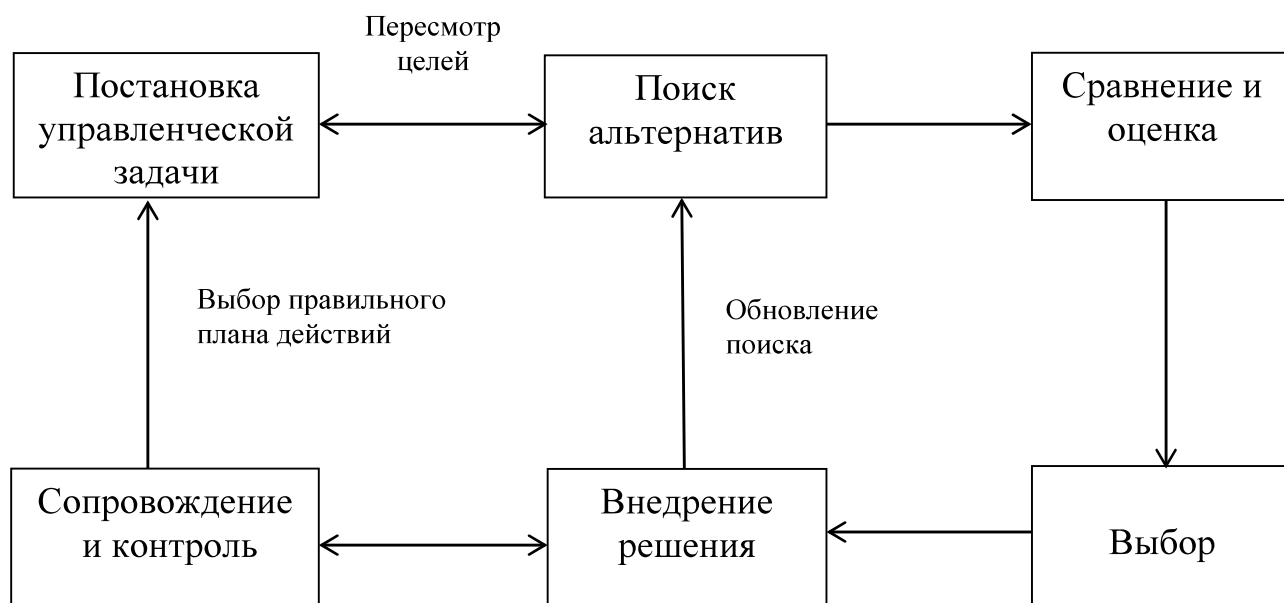 Пересмотр
целей
Постановка
управленческой
задачи
Поиск
альтернатив
Сравнение и
оценка
Выбор правильного
плана действий
Обновление
поиска
Сопровождение
и контроль
Внедрение
решения
Выбор